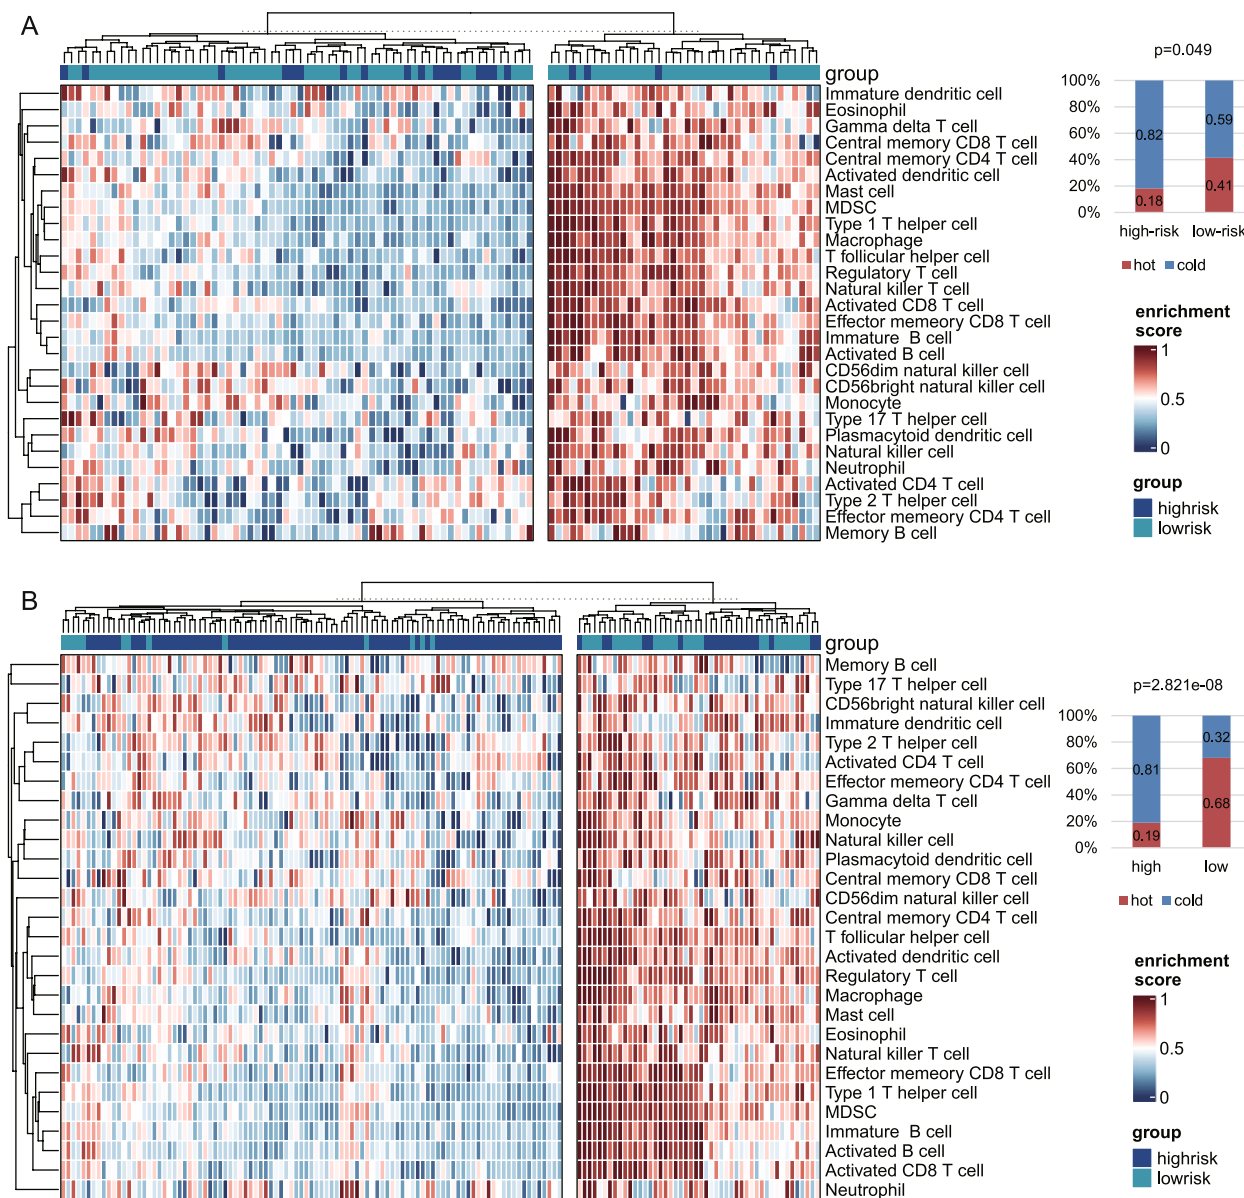 A
group
Immature dendritic cell
Eosinophil
Gamma delta T cell
Central memory CD8 T cell
Central memory CD4 T cell
Activated dendritic cell
Mast cell
MDSC
Type 1 T helper cell
Macrophage
T follicular helper cell
Regulatory T cell
Natural killer T cell
Activated CD8 T cell
Effector memeory CD8 T cell
Immature  B cell
Activated B cell
CD56dim natural killer cell
CD56bright natural killer cell
Monocyte
Type 17 T helper cell
Plasmacytoid dendritic cell
Natural killer cell
Neutrophil
Activated CD4 T cell
Type 2 T helper cell
Effector memeory CD4 T cell
Memory B cell
p=0.049
100%
80%
60%
40%
20%
0%
0.82
0.18
0.59
0.41
high-risk low-risk
hot cold
enrichment
score
1
0.5
0
group
highrisk
lowrisk
B
group
Memory B cell
Type 17 T helper cell
CD56bright natural killer cell
Immature dendritic cell
Type 2 T helper cell
Activated CD4 T cell
Effector memeory CD4 T cell
Gamma delta T cell
Monocyte
Natural killer cell
Plasmacytoid dendritic cell
Central memory CD8 T cell
CD56dim natural killer cell
Central memory CD4 T cell
T follicular helper cell
Activated dendritic cell
Regulatory T cell
Macrophage
Mast cell
Eosinophil
Natural killer T cell
Effector memeory CD8 T cell
Type 1 T helper cell
MDSC
Immature  B cell
Activated B cell
Activated CD8 T cell
Neutrophil
p=2.821e-08
100%
80%
60%
40%
20%
0%
0.81
0.19
0.32
0.68
high low
hot cold
enrichment
score
1
0.5
0
group
highrisk
lowrisk